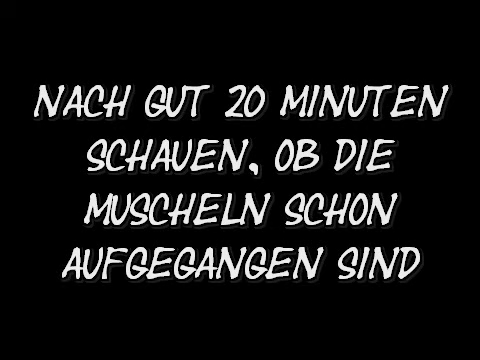 NACH GUT 20 MINUTEN
SCHAUEN, OB DIE
MUSCHELN SCHON
AUFGEGANGEN SIND